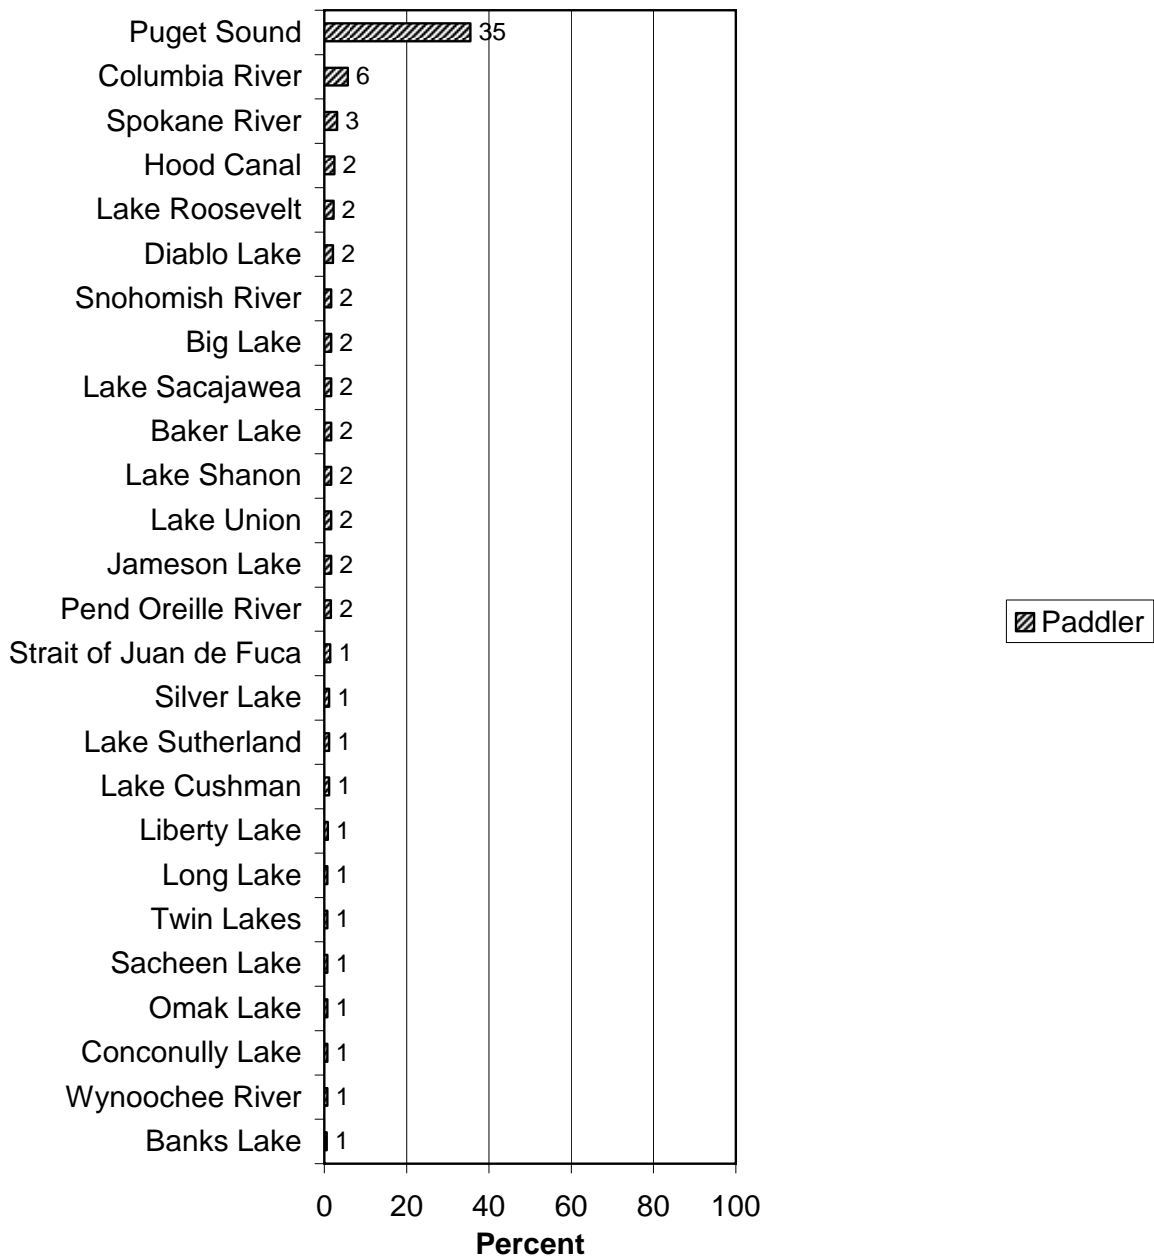 Puget Sound 35
Columbia River 6
Spokane River 3
Hood Canal 2
Lake Roosevelt 2
Diablo Lake 2
Snohomish River 2
Big Lake 2
Lake Sacajawea 2
Baker Lake 2
Lake Shanon 2
Lake Union 2
Jameson Lake 2
Pend Oreille River 2
Strait of Juan de Fuca 1
Silver Lake 1
Lake Sutherland 1
Lake Cushman 1
Liberty Lake 1
Long Lake 1
Twin Lakes 1
Sacheen Lake 1
Omak Lake 1
Conconully Lake 1
Wynoochee River 1
Banks Lake 1
0 20 40 60 80 100
Percent
Paddler